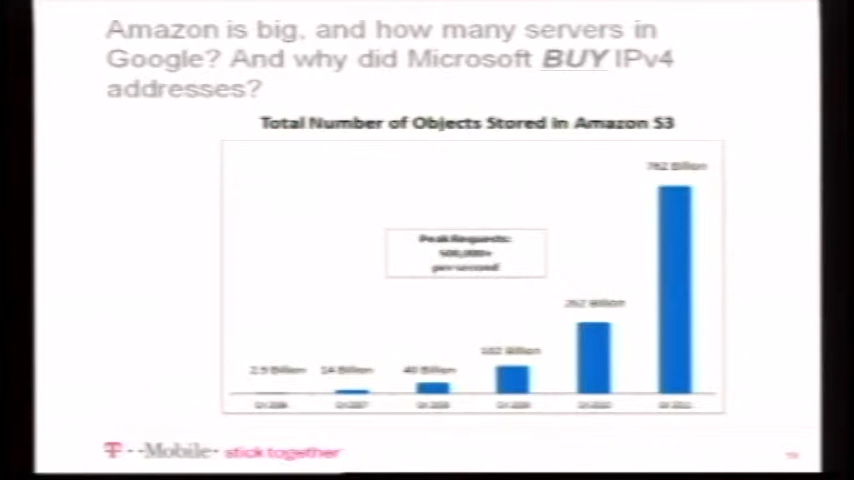 Amazon is big, and how many servers in
Google? And why did Microsoft BUY IPv4
addresses?
Total Number of Objects Stored in Amazon S3
762 Billion
Peak Requests:
500,000+
per second
262 Billion
102 Billion
2.9 Billion 14 Billion 40 Billion
T··Mobile· stick together